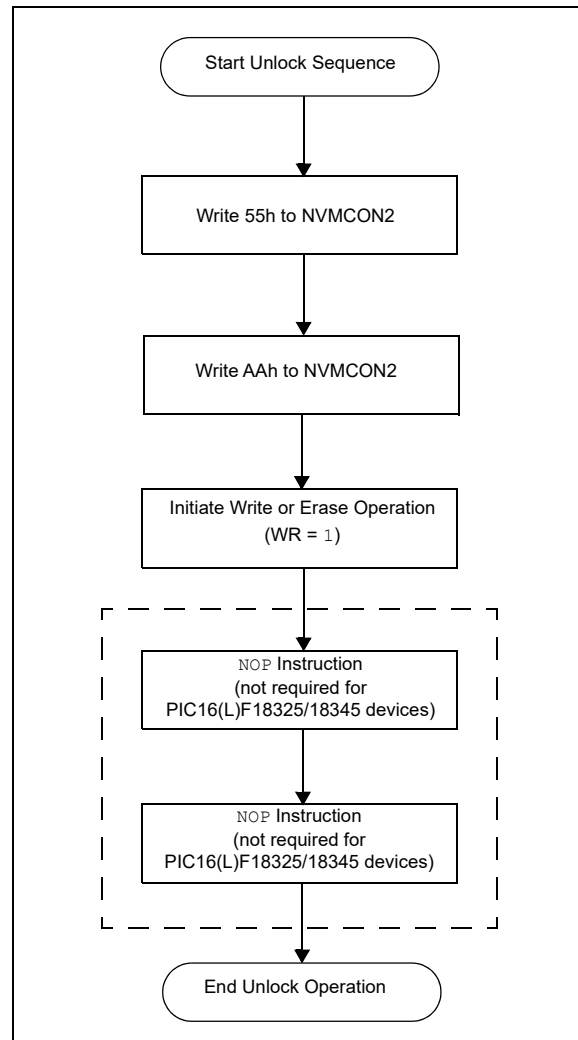 Start Unlock Sequence
Write 55h to NVMCON2
Write AAh to NVMCON2
Initiate Write or Erase Operation
(WR = 1)
NOP Instruction
(not required for
PIC16(L)F18325/18345 devices)
NOP Instruction
(not required for
PIC16(L)F18325/18345 devices)
End Unlock Operation